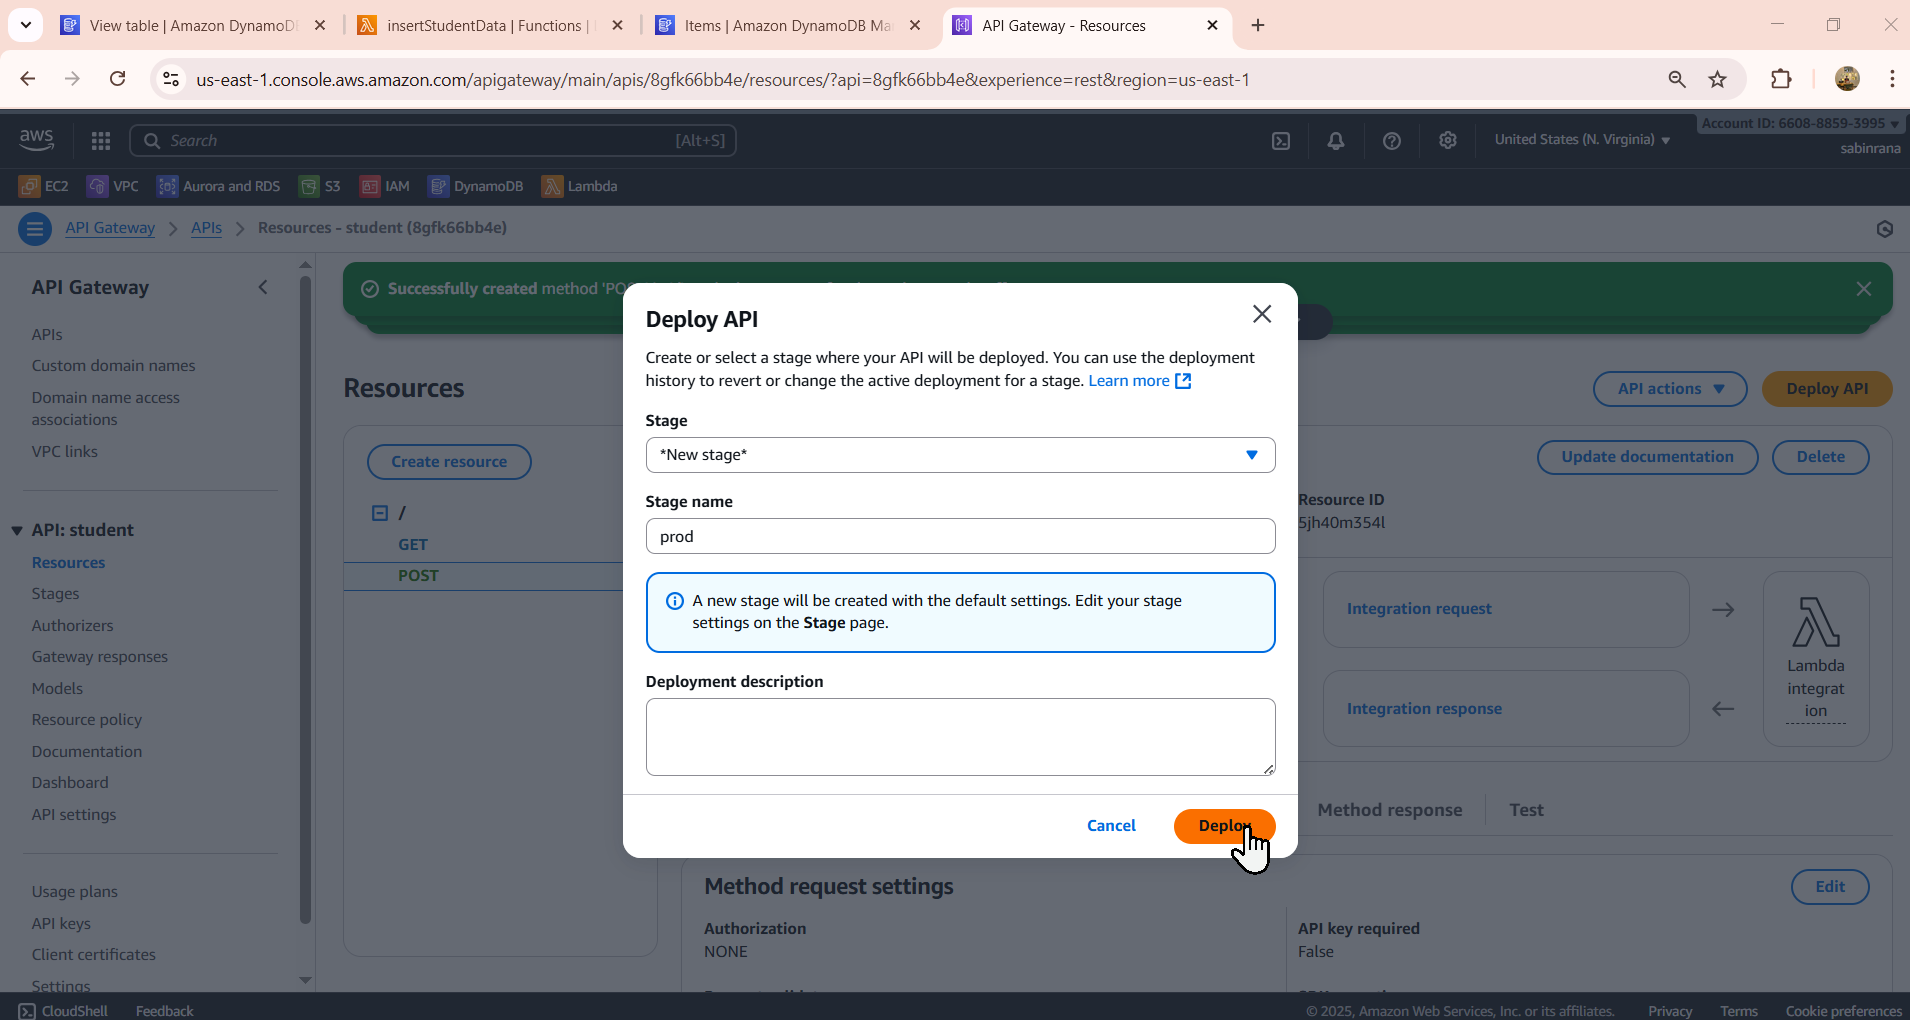 View table | Amazon DynamoDB
insertStudentData | Functions |
Items | Amazon DynamoDB Ma
API Gateway - Resources
us-east-1.console.aws.amazon.com/apigateway/main/apis/8gfk66bb4e/resources/?api=8gfk66bb4e&experience=rest&region=us-east-1
aws
Search
[Alt+S]
United States (N. Virginia)
Account ID: 6608-8859-3995
sabinrana
EC2
VPC
Aurora and RDS
S3
IAM
DynamoDB
Lambda
API Gateway
APIs
Resources - student (8gfk66bb4e)
API Gateway
APIs
Custom domain names
Domain name access
associations
VPC links
API: student
Resources
Stages
Authorizers
Gateway responses
Models
Resource policy
Documentation
Dashboard
API settings
Usage plans
API keys
Client certificates
Settings
Successfully created method 'PO
Resources
API actions
Deploy API
Create resource
/
GET
POST
Update documentation
Delete
Resource ID
5jh40m354l
Integration request
Integration response
Lambda
integrat
ion
Method response
Test
Deploy API
Create or select a stage where your API will be deployed. You can use the deployment
history to revert or change the active deployment for a stage. Learn more
Stage
*New stage*
Stage name
prod
A new stage will be created with the default settings. Edit your stage
settings on the Stage page.
Deployment description
Cancel
Deploy
Method request settings
Edit
Authorization
NONE
API key required
False
CloudShell
Feedback
© 2025, Amazon Web Services, Inc. or its affiliates.
Privacy
Terms
Cookie preferences